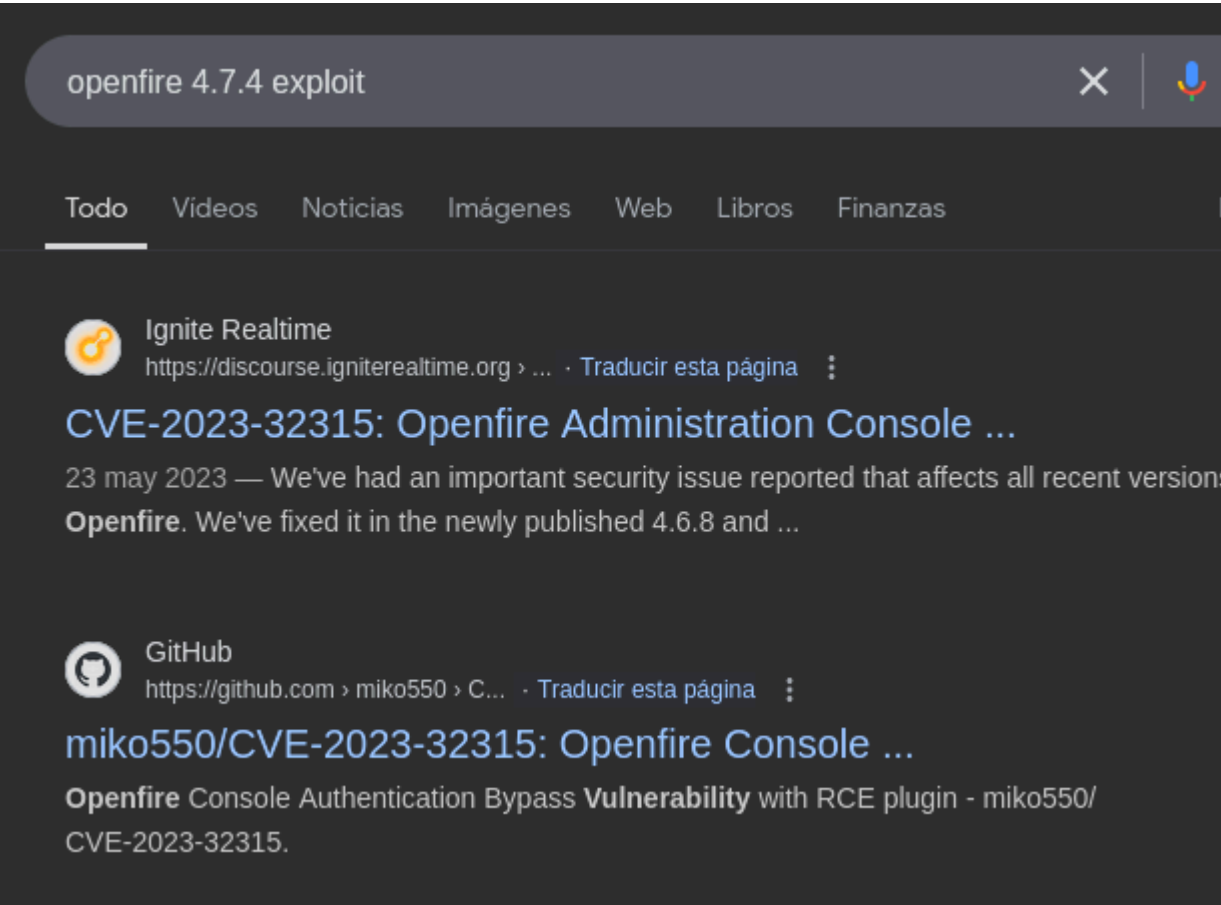 openfire 4.7.4 exploit
Todo Vídeos Noticias Imágenes Web Libros Finanzas
Ignite Realtime
https://discourse.igniterealtime.org › ... · Traducir esta página
CVE-2023-32315: Openfire Administration Console ...
23 may 2023 — We've had an important security issue reported that affects all recent versions
Openfire. We've fixed it in the newly published 4.6.8 and ...
GitHub
https://github.com › miko550 › C... · Traducir esta página
miko550/CVE-2023-32315: Openfire Console ...
Openfire Console Authentication Bypass Vulnerability with RCE plugin - miko550/
CVE-2023-32315.